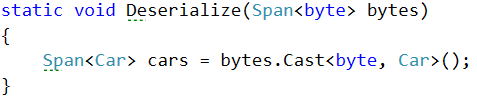 static void Deserialize(Span<byte> bytes)
{
    Span<Car> cars = bytes.Cast<byte, Car>();
}